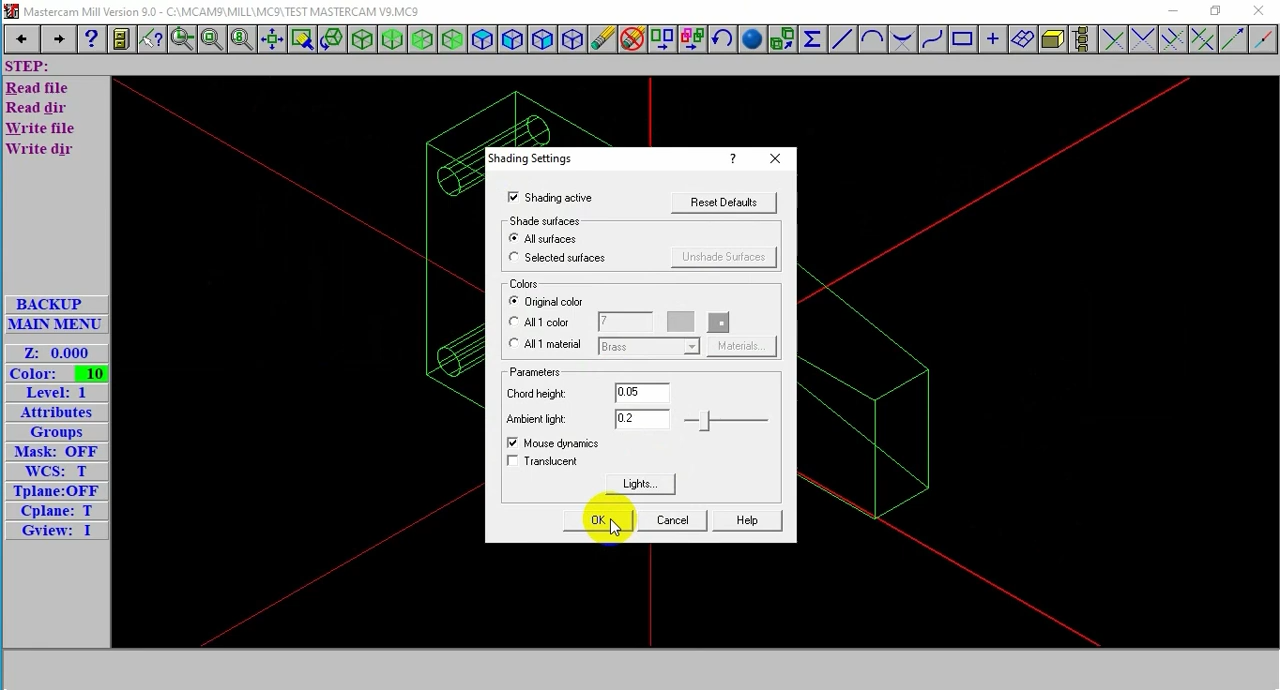 Mastercam Mill Version 9.0 - C:\MCAM9\MILL\MC9\TEST MASTERCAM V9.MC9
STEP:
Read file
Read dir
Write file
Write dir
BACKUP
MAIN MENU
Z: 0.000
Color: 10
Level: 1
Attributes
Groups
Mask: OFF
WCS: T
Tplane:OFF
Cplane: T
Gview: I
Shading Settings
Shading active
Reset Defaults
Shade surfaces
All surfaces
Selected surfaces
Unshade Surfaces
Colors
Original color
All 1 color
7
All 1 material
Brass
Materials...
Parameters
Chord height:
0.05
Ambient light:
0.2
Mouse dynamics
Translucent
Lights...
OK
Cancel
Help